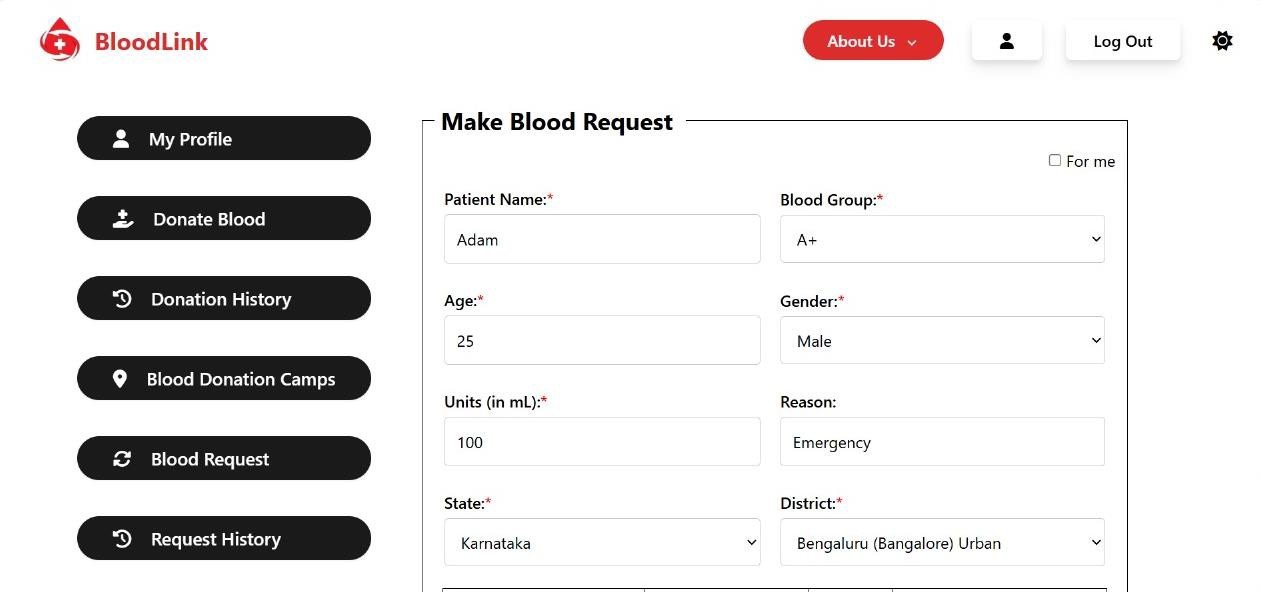 BloodLink
About Us
Log Out
My Profile
Donate Blood
Donation History
Blood Donation Camps
Blood Request
Request History
Make Blood Request
For me
Patient Name:* Blood Group:*
Adam A+
Age:* Gender:*
25 Male
Units (in mL):* Reason:
100 Emergency
State:* District:*
Karnataka Bengaluru (Bangalore) Urban